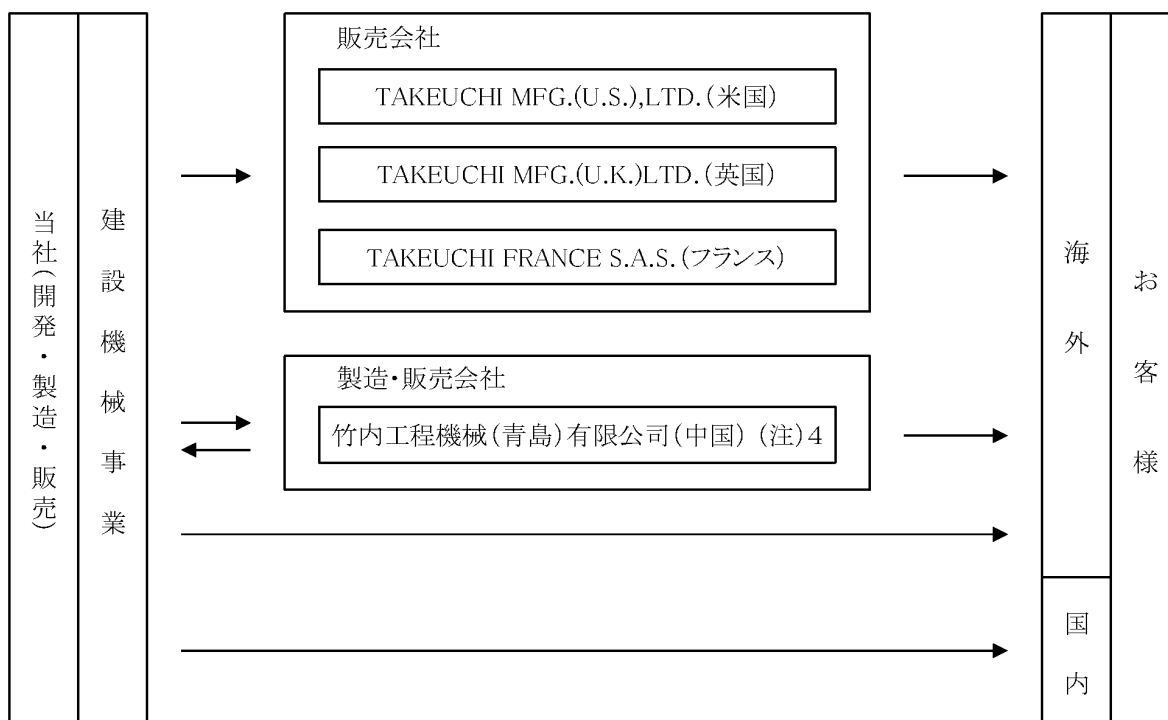 当社(開発・製造・販売)
建設機械事業
販売会社
TAKEUCHI MFG.(U.S.),LTD.(米国)
TAKEUCHI MFG.(U.K.)LTD.(英国)
TAKEUCHI FRANCE S.A.S.(フランス)
製造・販売会社
竹内工程機械(青島)有限公司(中国) (注)4
海外
国内
お客様